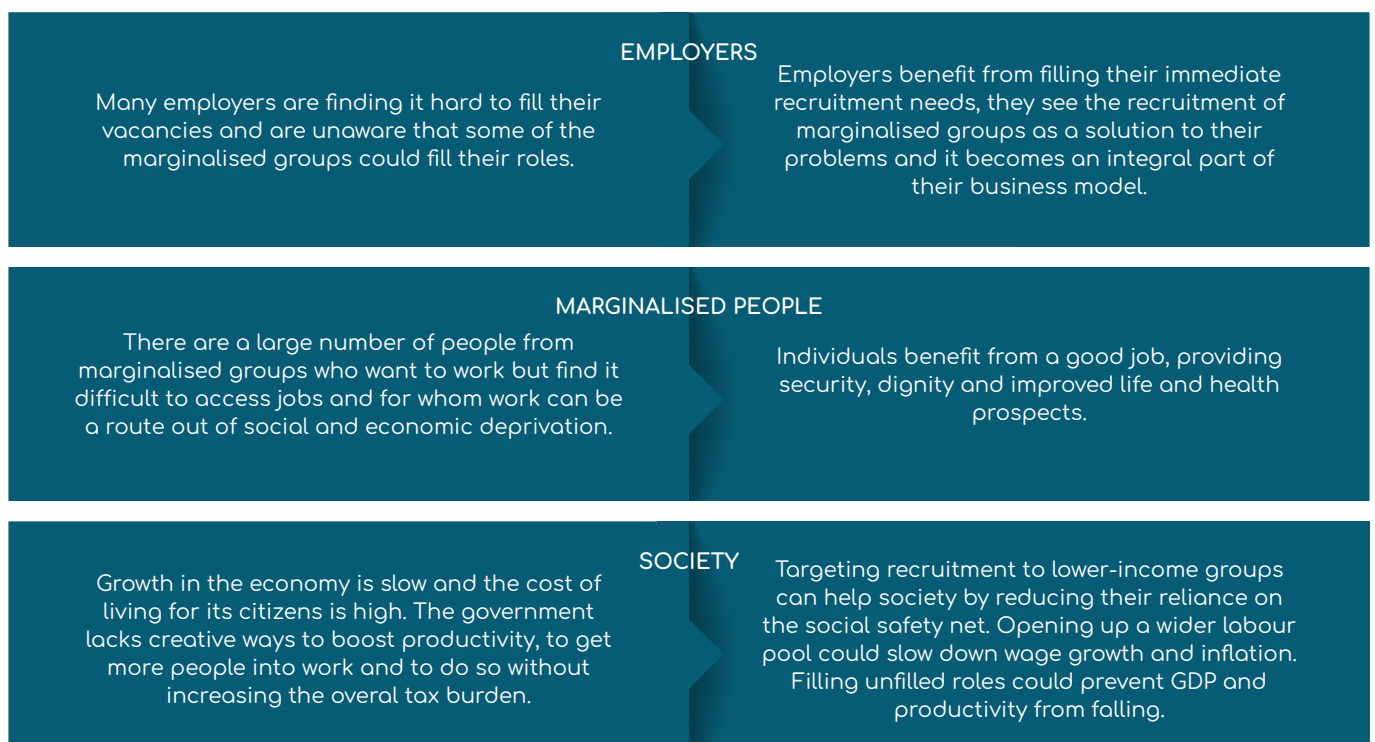 EMPLOYERS
Many employers are finding it hard to fill their
vacancies and are unaware that some of the
marginalised groups could fill their roles.
Employers benefit from filling their immediate
recruitment needs, they see the recruitment of
marginalised groups as a solution to their
problems and it becomes an integral part of
their business model.
MARGINALISED PEOPLE
There are a large number of people from
marginalised groups who want to work but find it
difficult to access jobs and for whom work can be
a route out of social and economic deprivation.
Individuals benefit from a good job, providing
security, dignity and improved life and health
prospects.
SOCIETY
Growth in the economy is slow and the cost of
living for its citizens is high. The government
lacks creative ways to boost productivity, to get
more people into work and to do so without
increasing the overal tax burden.
Targeting recruitment to lower-income groups
can help society by reducing their reliance on
the social safety net. Opening up a wider labour
pool could slow down wage growth and inflation.
Filling unfilled roles could prevent GDP and
productivity from falling.